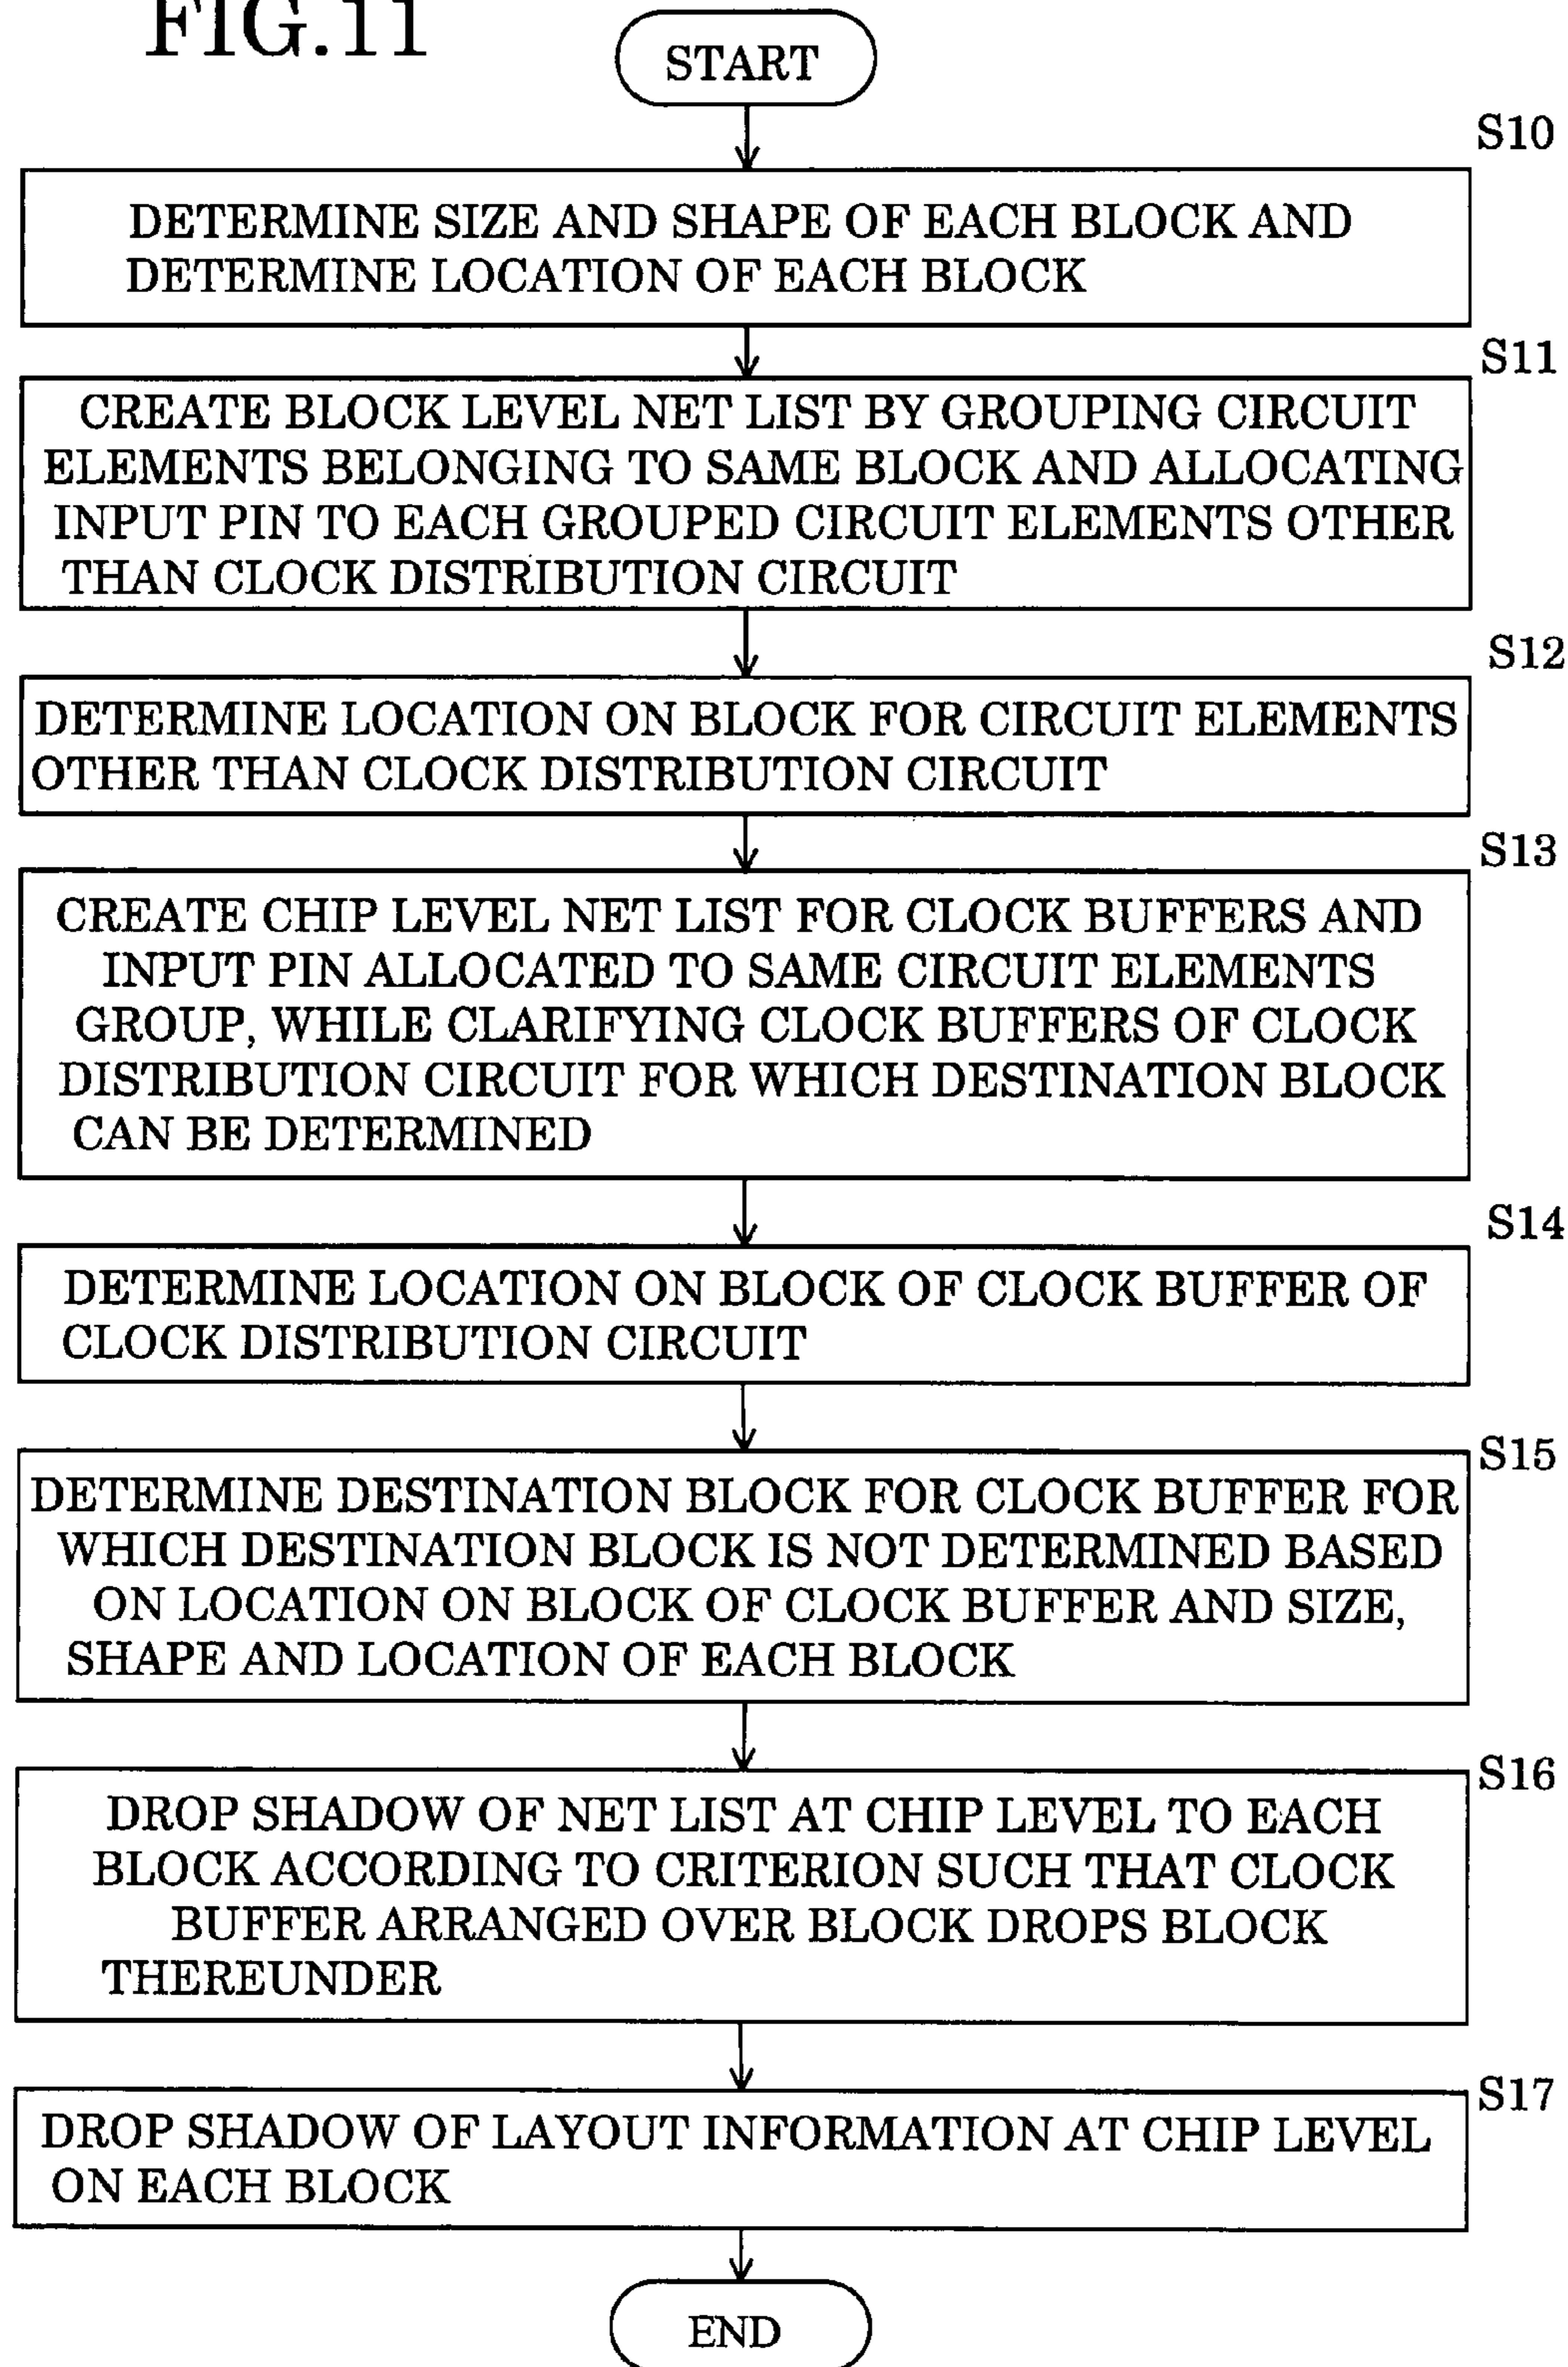 FIG.11
START
S10
DETERMINE SIZE AND SHAPE OF EACH BLOCK AND
DETERMINE LOCATION OF EACH BLOCK
S11
CREATE BLOCK LEVEL NET LIST BY GROUPING CIRCUIT
ELEMENTS BELONGING TO SAME BLOCK AND ALLOCATING
INPUT PIN TO EACH GROUPED CIRCUIT ELEMENTS OTHER
THAN CLOCK DISTRIBUTION CIRCUIT
S12
DETERMINE LOCATION ON BLOCK FOR CIRCUIT ELEMENTS
OTHER THAN CLOCK DISTRIBUTION CIRCUIT
S13
CREATE CHIP LEVEL NET LIST FOR CLOCK BUFFERS AND
INPUT PIN ALLOCATED TO SAME CIRCUIT ELEMENTS
GROUP, WHILE CLARIFYING CLOCK BUFFERS OF CLOCK
DISTRIBUTION CIRCUIT FOR WHICH DESTINATION BLOCK
CAN BE DETERMINED
S14
DETERMINE LOCATION ON BLOCK OF CLOCK BUFFER OF
CLOCK DISTRIBUTION CIRCUIT
S15
DETERMINE DESTINATION BLOCK FOR CLOCK BUFFER FOR
WHICH DESTINATION BLOCK IS NOT DETERMINED BASED
ON LOCATION ON BLOCK OF CLOCK BUFFER AND SIZE,
SHAPE AND LOCATION OF EACH BLOCK
S16
DROP SHADOW OF NET LIST AT CHIP LEVEL TO EACH
BLOCK ACCORDING TO CRITERION SUCH THAT CLOCK
BUFFER ARRANGED OVER BLOCK DROPS BLOCK
THEREUNDER
S17
DROP SHADOW OF LAYOUT INFORMATION AT CHIP LEVEL
ON EACH BLOCK
END